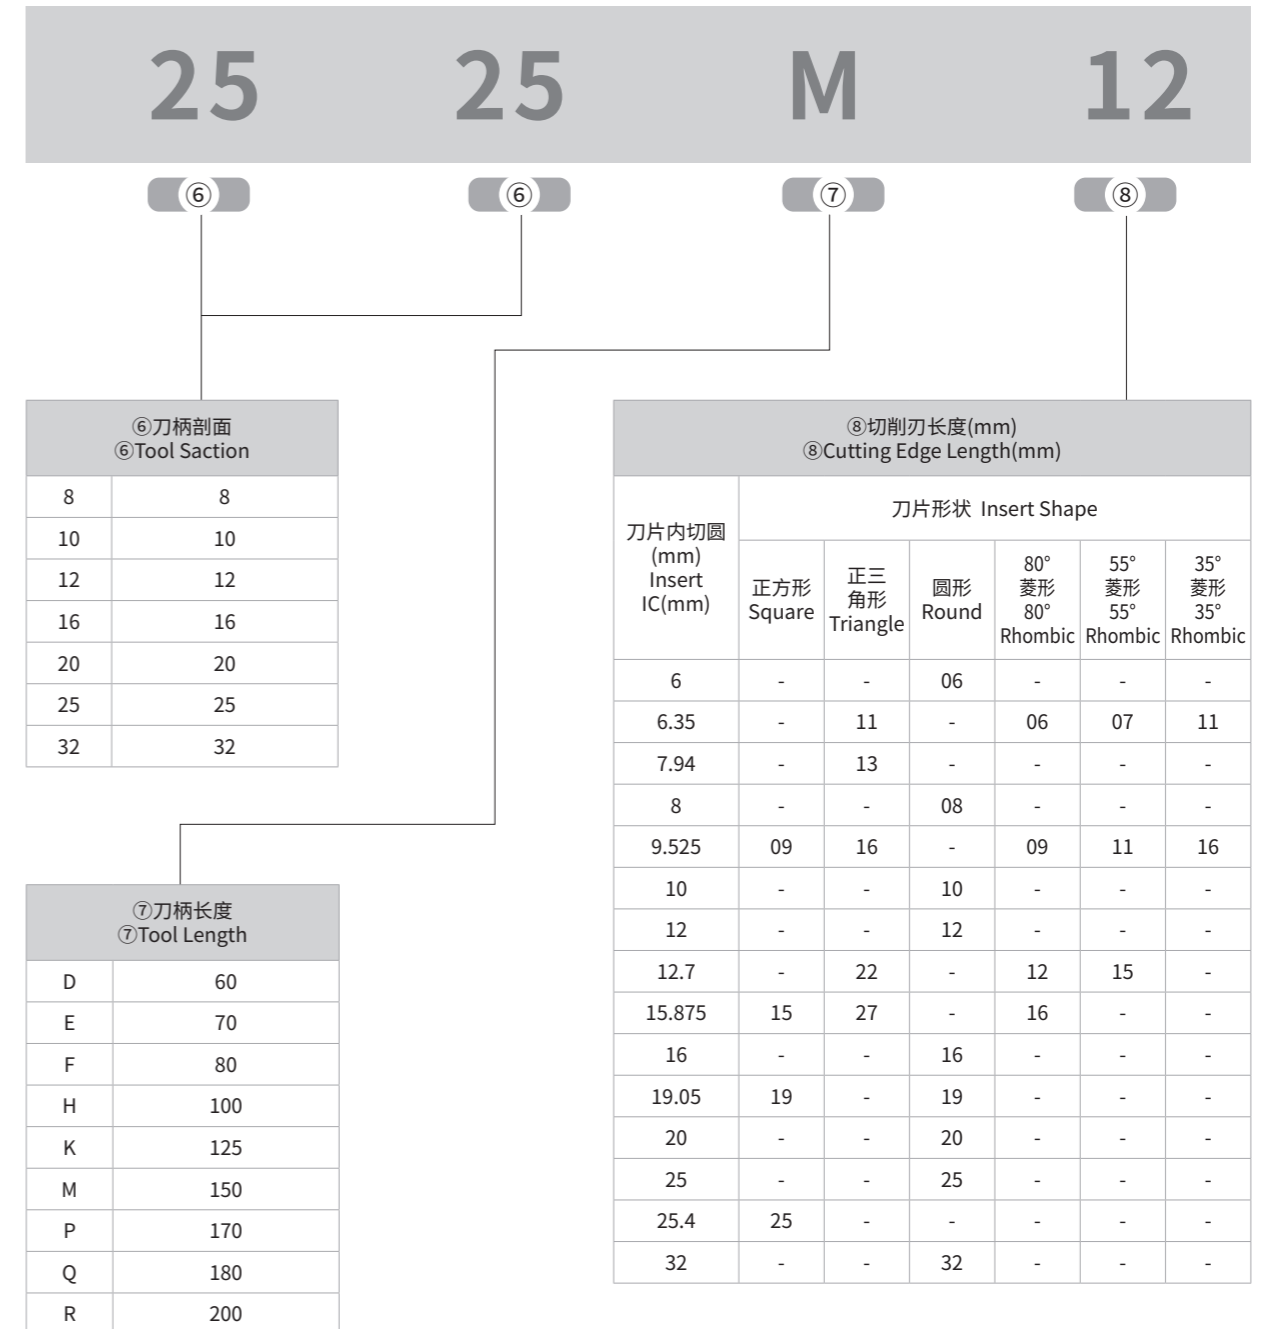 25 25 M 12
⑥ ⑥ ⑦ ⑧
⑥刀柄剖面
⑥Tool Saction
8 8
10 10
12 12
16 16
20 20
25 25
32 32
⑦刀柄长度
⑦Tool Length
D 60
E 70
F 80
H 100
K 125
M 150
P 170
Q 180
R 200
⑧切削刃长度(mm)
⑧Cutting Edge Length(mm)
刀片内切圆
(mm)
Insert
IC(mm)
刀片形状 Insert Shape
正方形
Square
正三
角形
Triangle
圆形
Round
80°
菱形
80°
Rhombic
55°
菱形
55°
Rhombic
35°
菱形
35°
Rhombic
6 - - 06 - - -
6.35 - 11 - 06 07 11
7.94 - 13 - - - -
8 - - 08 - - -
9.525 09 16 - 09 11 16
10 - - 10 - - -
12 - - 12 - - -
12.7 - 22 - 12 15 -
15.875 15 27 - 16 - -
16 - - 16 - - -
19.05 19 - 19 - - -
20 - - 20 - - -
25 - - 25 - - -
25.4 25 - - - - -
32 - - 32 - - -